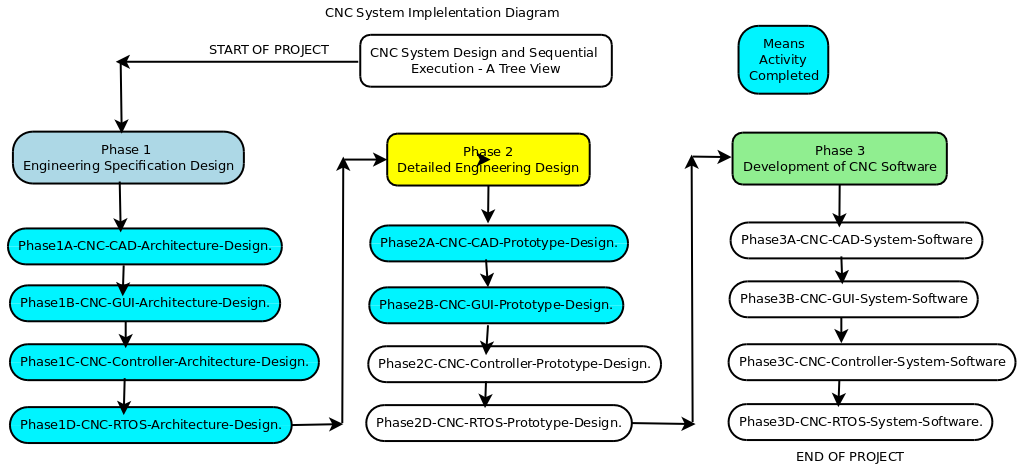 CNC System Implelentation Diagram
START OF PROJECT
CNC System Design and Sequential
Execution - A Tree View
Means
Activity
Completed
Phase 1
Engineering Specification Design
Phase1A-CNC-CAD-Architecture-Design.
Phase1B-CNC-GUI-Architecture-Design.
Phase1C-CNC-Controller-Architecture-Design.
Phase1D-CNC-RTOS-Architecture-Design.
Phase 2
Detailed Engineering Design
Phase2A-CNC-CAD-Prototype-Design.
Phase2B-CNC-GUI-Prototype-Design.
Phase2C-CNC-Controller-Prototype-Design.
Phase2D-CNC-RTOS-Prototype-Design.
Phase 3
Development of CNC Software
Phase3A-CNC-CAD-System-Software
Phase3B-CNC-GUI-System-Software
Phase3C-CNC-Controller-System-Software
Phase3D-CNC-RTOS-System-Software.
END OF PROJECT